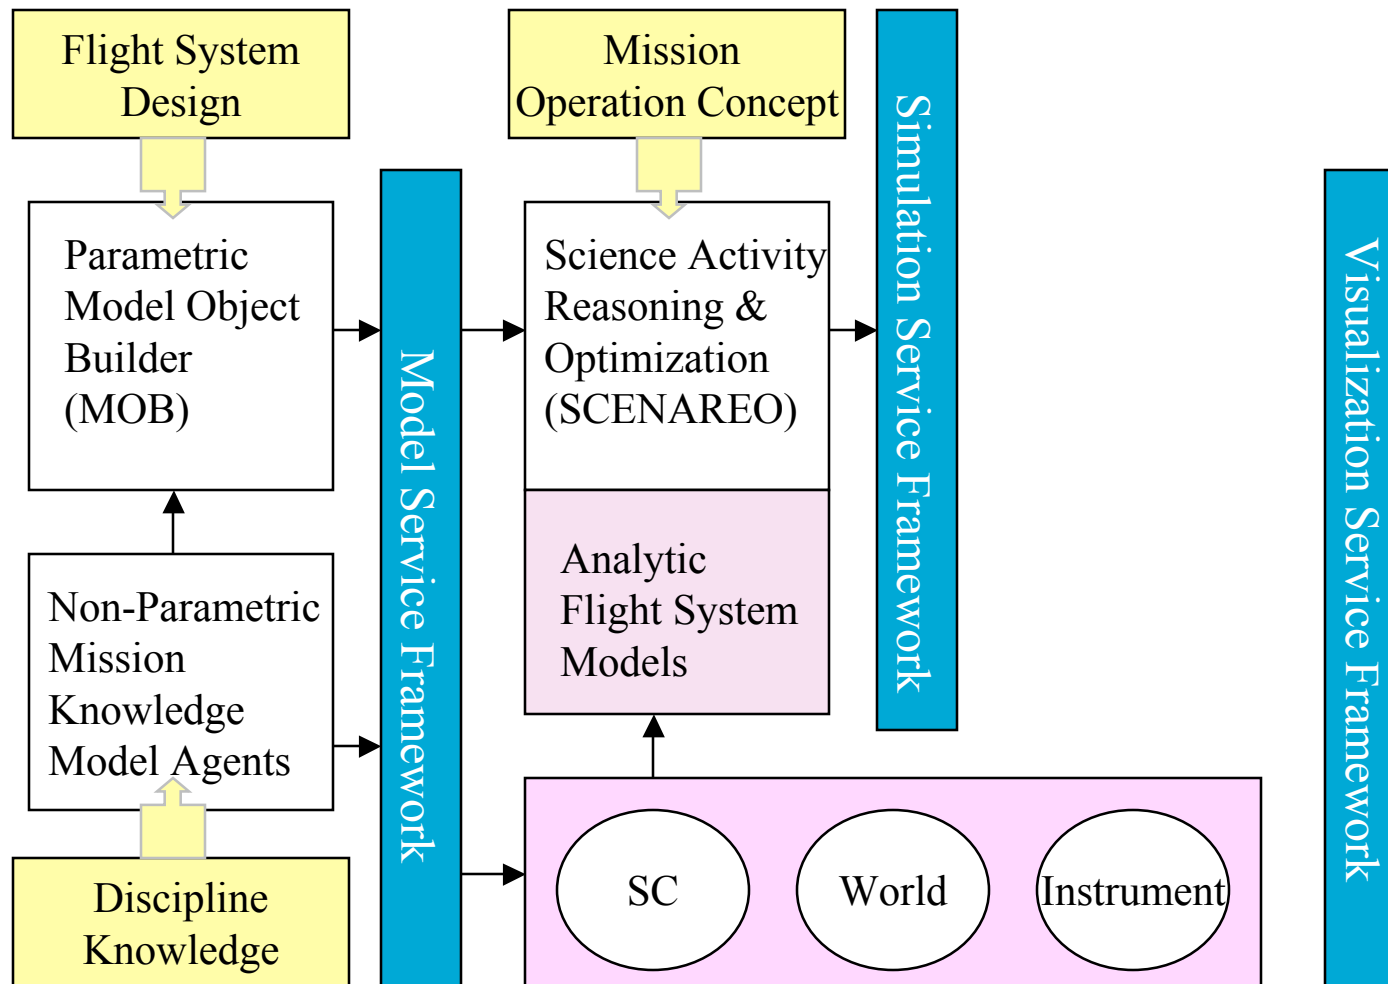 Flight System
Design
Mission
Operation Concept
Simulation Service Framework
Visualization Service Framework
Model Service Framework
Parametric
Model Object
Builder
(MOB)
Science Activity
Reasoning &
Optimization
(SCENAREO)
Non-Parametric
Mission
Knowledge
Model Agents
Analytic
Flight System
Models
Discipline
Knowledge
SC
World
Instrument